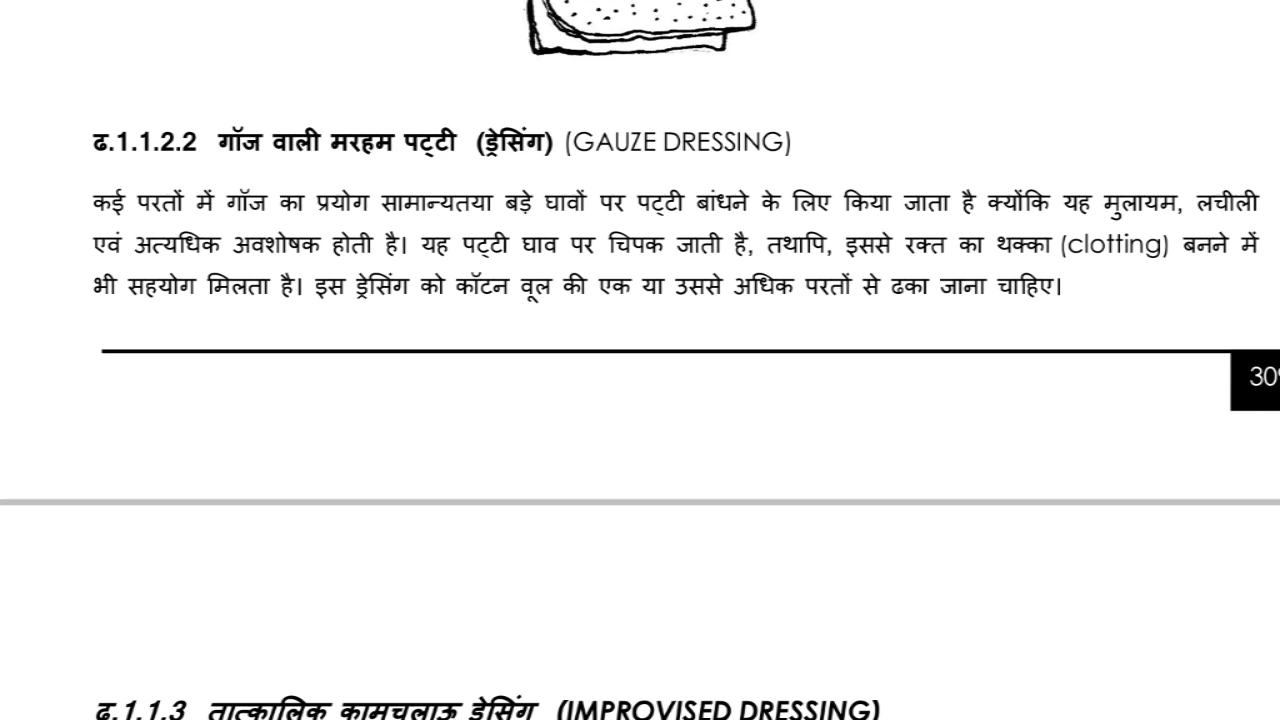 ढ.1.1.2.2 गॉज वाली मरहम पट्टी (ड्रेसिंग) (GAUZE DRESSING)
कई परतों में गॉज का प्रयोग सामान्यतया बड़े घावों पर पट्टी बांधने के लिए किया जाता है क्योंकि यह मुलायम, लचीली
एवं अत्यधिक अवशोषक होती है। यह पट्टी घाव पर चिपक जाती है, तथापि, इससे रक्त का थक्का (clotting) बनने में
भी सहयोग मिलता है। इस ड्रेसिंग को कॉटन वूल की एक या उससे अधिक परतों से ढका जाना चाहिए।
ढ.1.1.3 तात्कालिक कामचलाऊ ड्रेसिंग (IMPROVISED DRESSING)